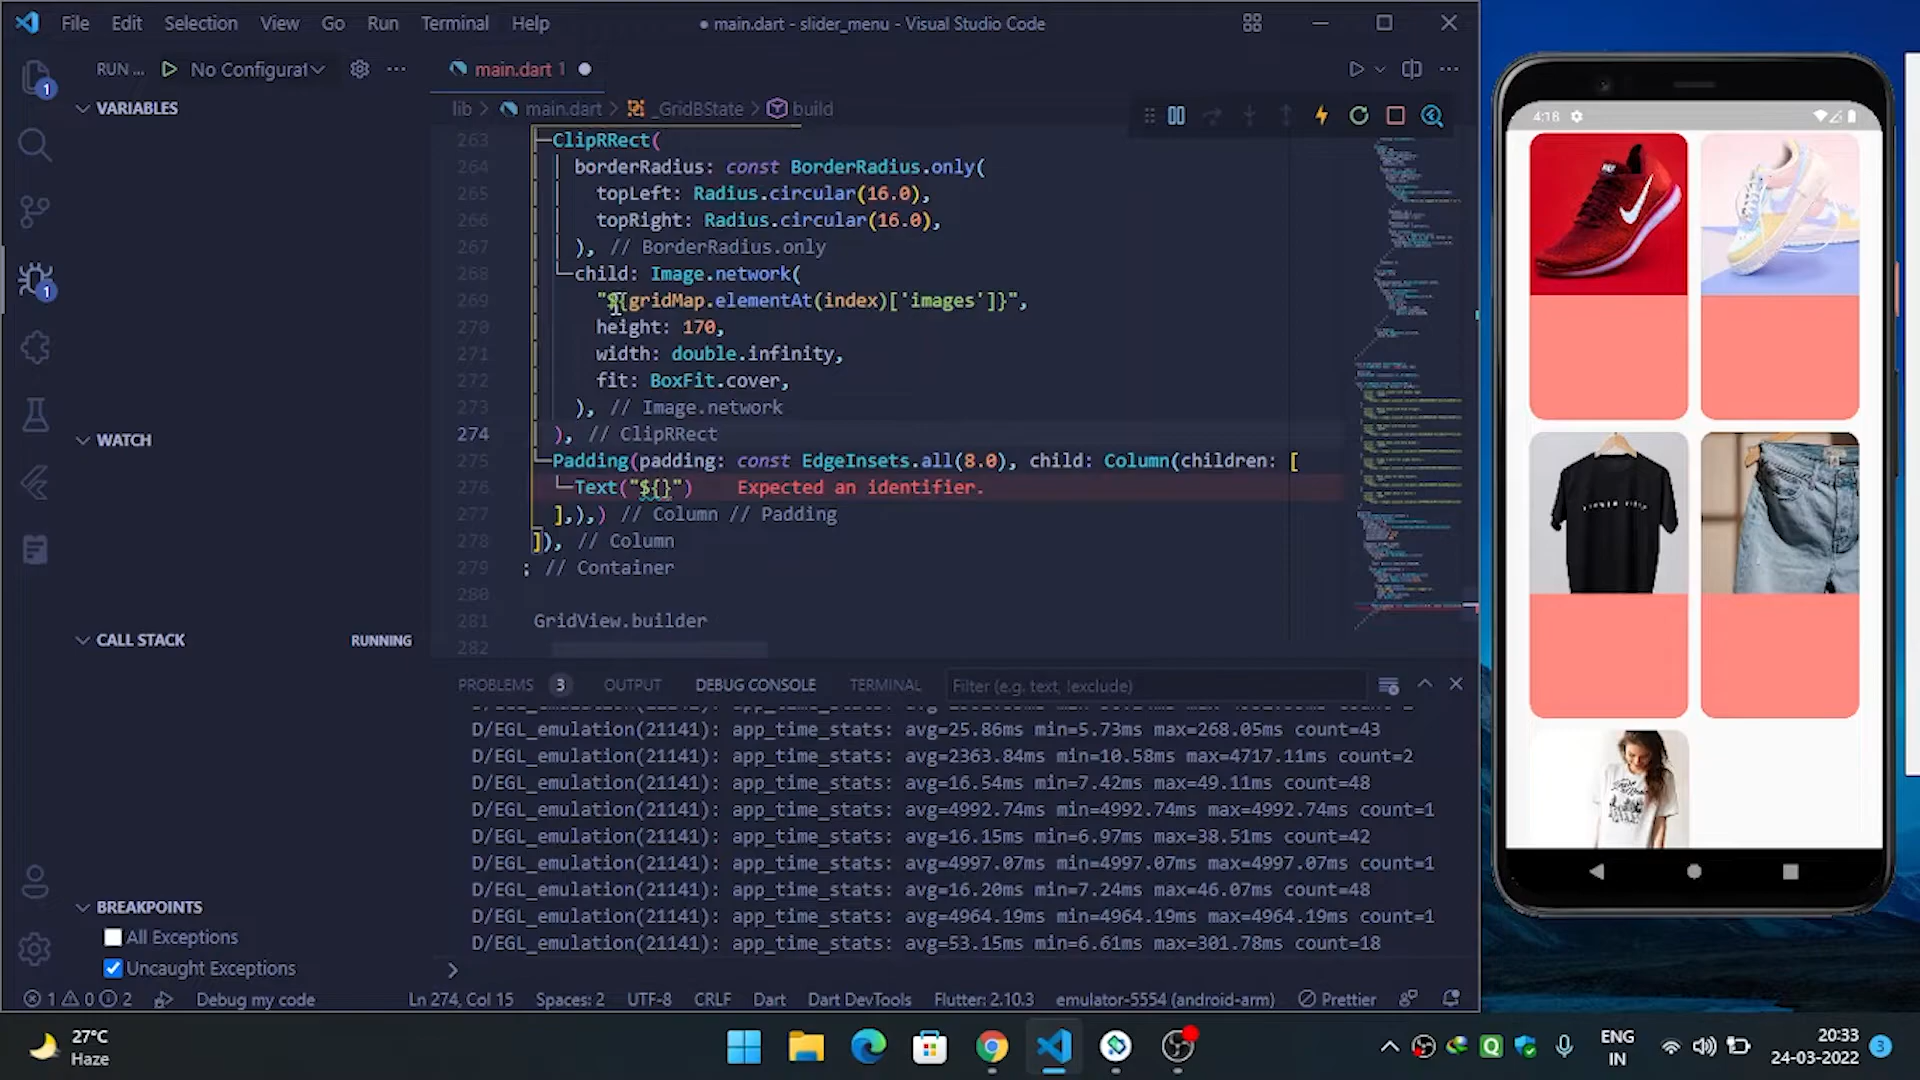 File Edit Selection View Go Run Terminal Help
● main.dart - slider_menu - Visual Studio Code
RUN ... No Configurat
main.dart 1
VARIABLES
lib > main.dart > _GridBState > build
263 ClipRRect(
264 borderRadius: const BorderRadius.only(
265 topLeft: Radius.circular(16.0),
266 topRight: Radius.circular(16.0),
267 ), // BorderRadius.only
268 child: Image.network(
269 "${gridMap.elementAt(index)['images']}",
270 height: 170,
271 width: double.infinity,
272 fit: BoxFit.cover,
273 ), // Image.network
274 ), // ClipRRect
275 Padding(padding: const EdgeInsets.all(8.0), child: Column(children: [
276 Text("${}") Expected an identifier.
277 ],),) // Column // Padding
278 ]), // Column
279 ; // Container
280
281 GridView.builder
282
WATCH
CALL STACK RUNNING
BREAKPOINTS
All Exceptions
Uncaught Exceptions
PROBLEMS 3 OUTPUT DEBUG CONSOLE TERMINAL Filter (e.g. text, !exclude)
D/EGL_emulation(21141): app_time_stats: avg=25.86ms min=5.73ms max=268.05ms count=43
D/EGL_emulation(21141): app_time_stats: avg=2363.84ms min=10.58ms max=4717.11ms count=2
D/EGL_emulation(21141): app_time_stats: avg=16.54ms min=7.42ms max=49.11ms count=48
D/EGL_emulation(21141): app_time_stats: avg=4992.74ms min=4992.74ms max=4992.74ms count=1
D/EGL_emulation(21141): app_time_stats: avg=16.15ms min=6.97ms max=38.51ms count=42
D/EGL_emulation(21141): app_time_stats: avg=4997.07ms min=4997.07ms max=4997.07ms count=1
D/EGL_emulation(21141): app_time_stats: avg=16.20ms min=7.24ms max=46.07ms count=48
D/EGL_emulation(21141): app_time_stats: avg=4964.19ms min=4964.19ms max=4964.19ms count=1
D/EGL_emulation(21141): app_time_stats: avg=53.15ms min=6.61ms max=301.78ms count=18
1 0 2 Debug my code Ln 274, Col 15 Spaces: 2 UTF-8 CRLF Dart Dart DevTools Flutter: 2.10.3 emulator-5554 (android-arm) Prettier
4:18
27°C
Haze
ENG
IN
20:33
24-03-2022
3